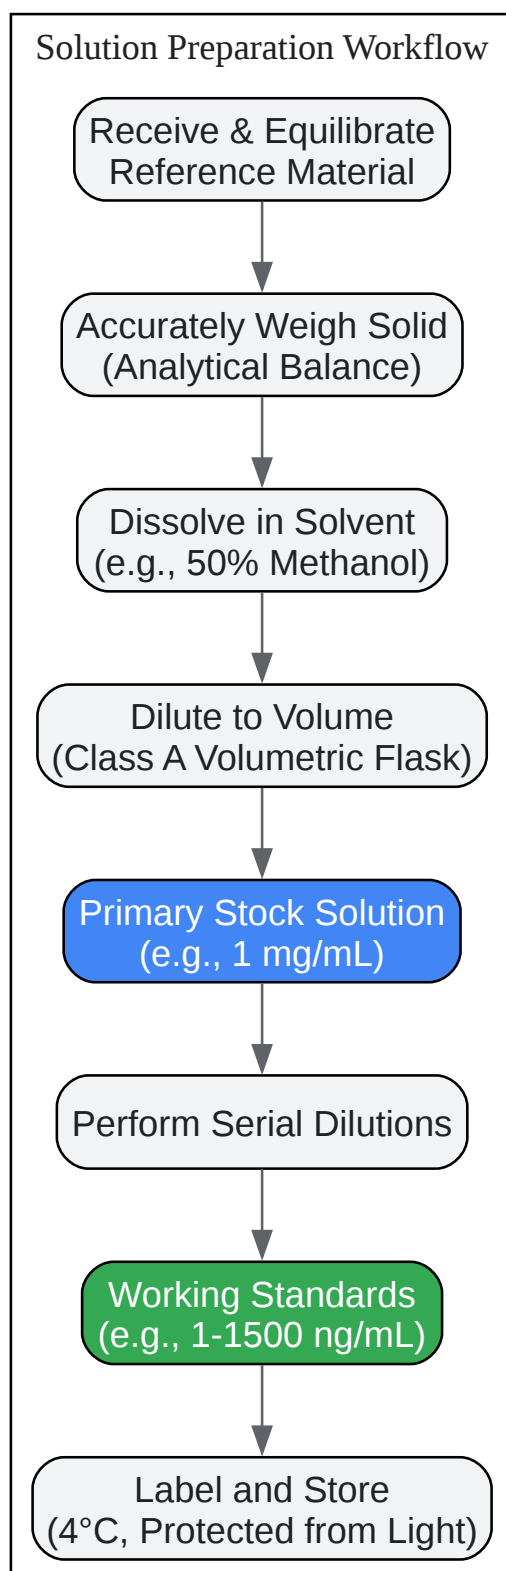 Solution Preparation Workflow
Receive & Equilibrate
Reference Material
Accurately Weigh Solid
(Analytical Balance)
Dissolve in Solvent
(e.g., 50% Methanol)
Dilute to Volume
(Class A Volumetric Flask)
Primary Stock Solution
(e.g., 1 mg/mL)
Perform Serial Dilutions
Working Standards
(e.g., 1-1500 ng/mL)
Label and Store
(4°C, Protected from Light)